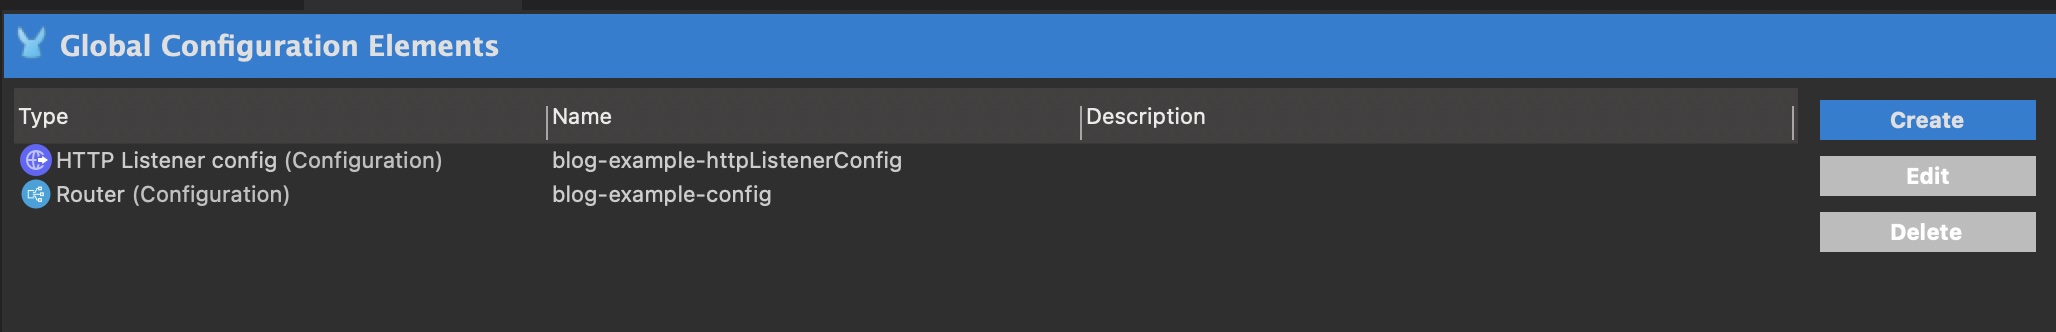 Global Configuration Elements
Type Name Description
Create
HTTP Listener config (Configuration) blog-example-httpListenerConfig
Edit
Router (Configuration) blog-example-config
Delete